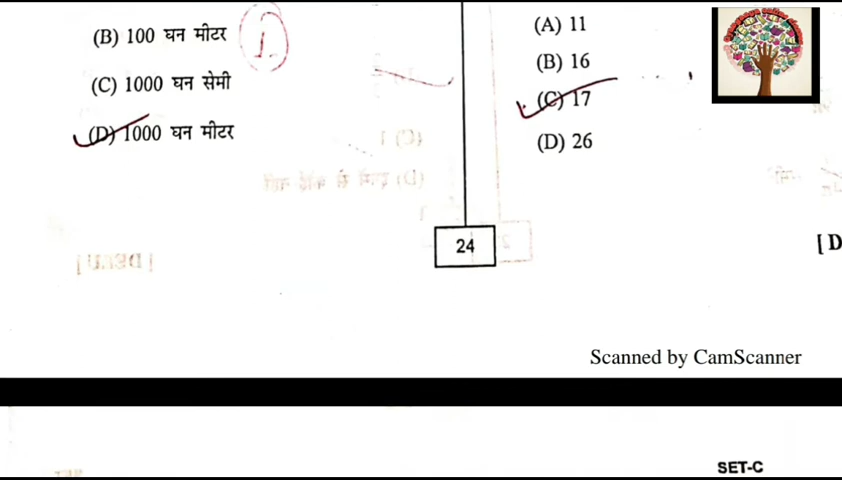 (B) 100 घन मीटर
(C) 1000 घन सेमी
(D) 1000 घन मीटर
(A) 11
(B) 16
(C) 17
(D) 26
24
[ D
Scanned by CamScanner
SET-C